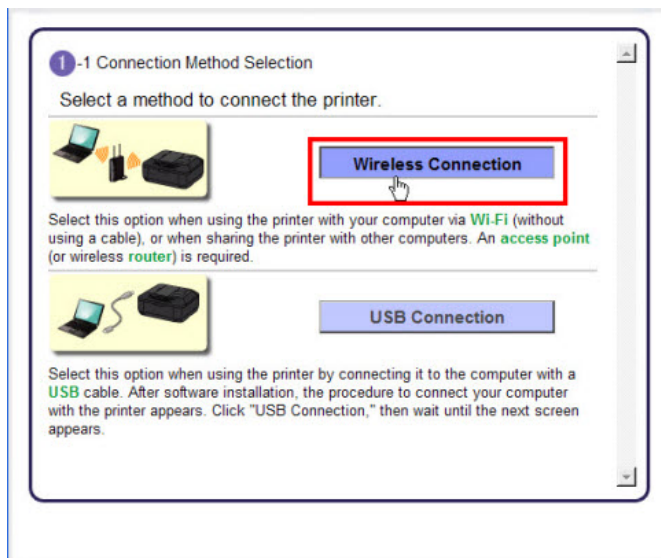 1-1 Connection Method Selection
Select a method to connect the printer.
Wireless Connection
Select this option when using the printer with your computer via Wi-Fi (without
using a cable), or when sharing the printer with other computers. An access point
(or wireless router) is required.
USB Connection
Select this option when using the printer by connecting it to the computer with a
USB cable. After software installation, the procedure to connect your computer
with the printer appears. Click "USB Connection," then wait until the next screen
appears.